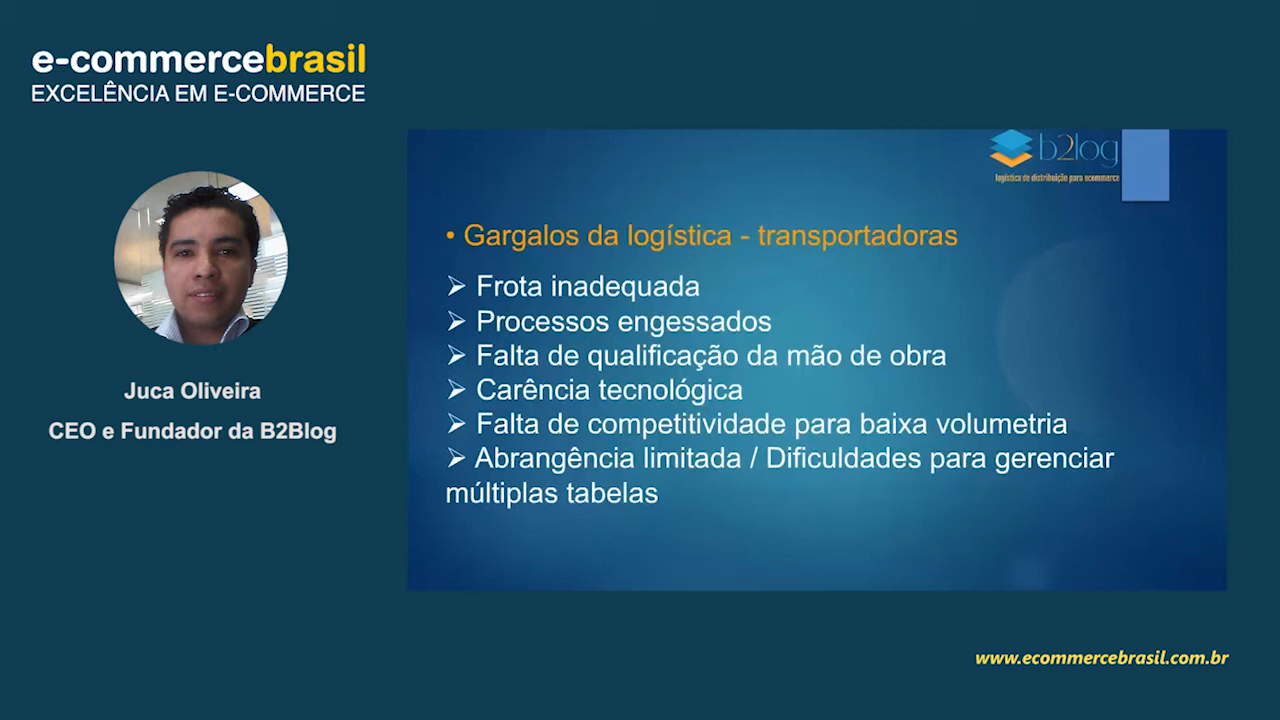 e-commercebrasil
EXCELÊNCIA EM E-COMMERCE
b2log
logística de distribuição para ecommerce
• Gargalos da logística - transportadoras
➢ Frota inadequada
➢ Processos engessados
➢ Falta de qualificação da mão de obra
➢ Carência tecnológica
➢ Falta de competitividade para baixa volumetria
➢ Abrangência limitada / Dificuldades para gerenciar
múltiplas tabelas
Juca Oliveira
CEO e Fundador da B2Blog
www.ecommercebrasil.com.br